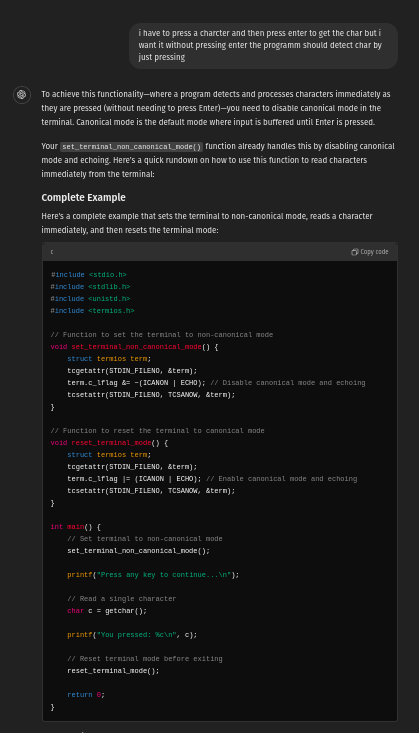 i have to press a charcter and then press enter to get the char but i
want it without pressing enter the programm should detect char by
just pressing
To achieve this functionality—where a program detects and processes characters immediately as
they are pressed (without needing to press Enter)—you need to disable canonical mode in the
terminal. Canonical mode is the default mode where input is buffered until Enter is pressed.
Your set_terminal_non_canonical_mode() function already handles this by disabling canonical
mode and echoing. Here's a quick rundown on how to use this function to read characters
immediately from the terminal:
Complete Example
Here's a complete example that sets the terminal to non-canonical mode, reads a character
immediately, and then resets the terminal mode:
c Copy code
#include <stdio.h>
#include <stdlib.h>
#include <unistd.h>
#include <termios.h>
// Function to set the terminal to non-canonical mode
void set_terminal_non_canonical_mode() {
struct termios term;
tcgetattr(STDIN_FILENO, &term);
term.c_lflag &= ~(ICANON | ECHO); // Disable canonical mode and echoing
tcsetattr(STDIN_FILENO, TCSANOW, &term);
}
// Function to reset the terminal to canonical mode
void reset_terminal_mode() {
struct termios term;
tcgetattr(STDIN_FILENO, &term);
term.c_lflag |= (ICANON | ECHO); // Enable canonical mode and echoing
tcsetattr(STDIN_FILENO, TCSANOW, &term);
}
int main() {
// Set terminal to non-canonical mode
set_terminal_non_canonical_mode();
printf("Press any key to continue...\n");
// Read a single character
char c = getchar();
printf("You pressed: %c\n", c);
// Reset terminal mode before exiting
reset_terminal_mode();
return 0;
}